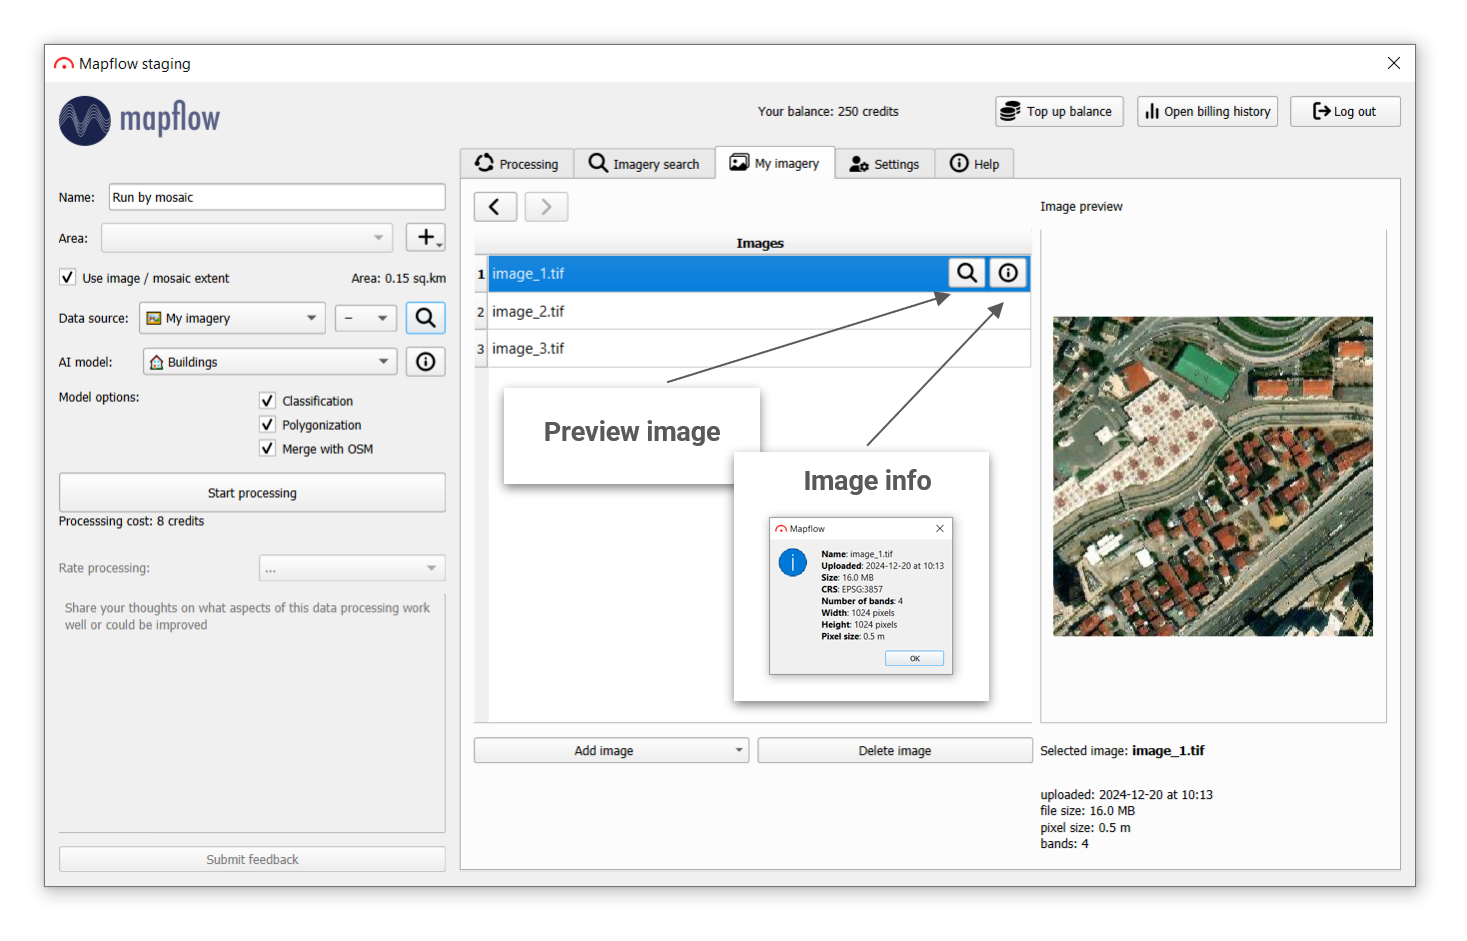 Mapflow staging
mapflow
Your balance: 250 credits
Top up balance
Open billing history
Log out
Processing
Imagery search
My imagery
Settings
Help
Name:
Run by mosaic
Area:
Use image / mosaic extent
Area: 0.15 sq.km
Data source:
My imagery
–
AI model:
Buildings
Model options:
Classification
Polygonization
Merge with OSM
Start processing
Processsing cost: 8 credits
Rate processing:
...
Share your thoughts on what aspects of this data processing work
well or could be improved
Submit feedback
Images
1 image_1.tif
2 image_2.tif
3 image_3.tif
Preview image
Image info
Mapflow
Name: image_1.tif
Uploaded: 2024-12-20 at 10:13
Size: 16.0 MB
CRS: EPSG:3857
Number of bands: 4
Width: 1024 pixels
Height: 1024 pixels
Pixel size: 0.5 m
OK
Add image
Delete image
Image preview
Selected image: image_1.tif
uploaded: 2024-12-20 at 10:13
file size: 16.0 MB
pixel size: 0.5 m
bands: 4